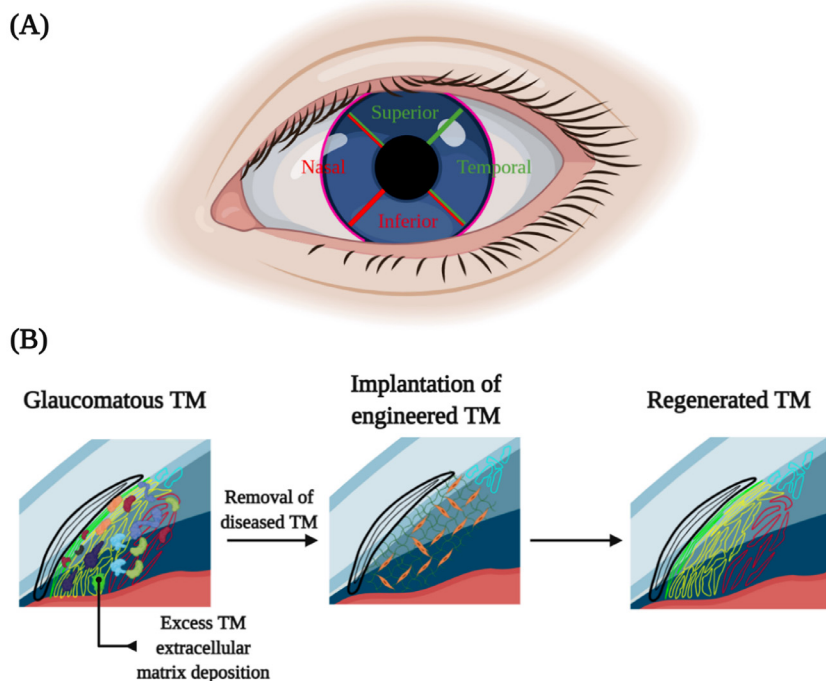 (A)
Superior
Nasal
Temporal
Inferior
(B)
Glaucomatous TM
Removal of
diseased TM
Implantation of
engineered TM
Regenerated TM
Excess TM
extracellular
matrix deposition